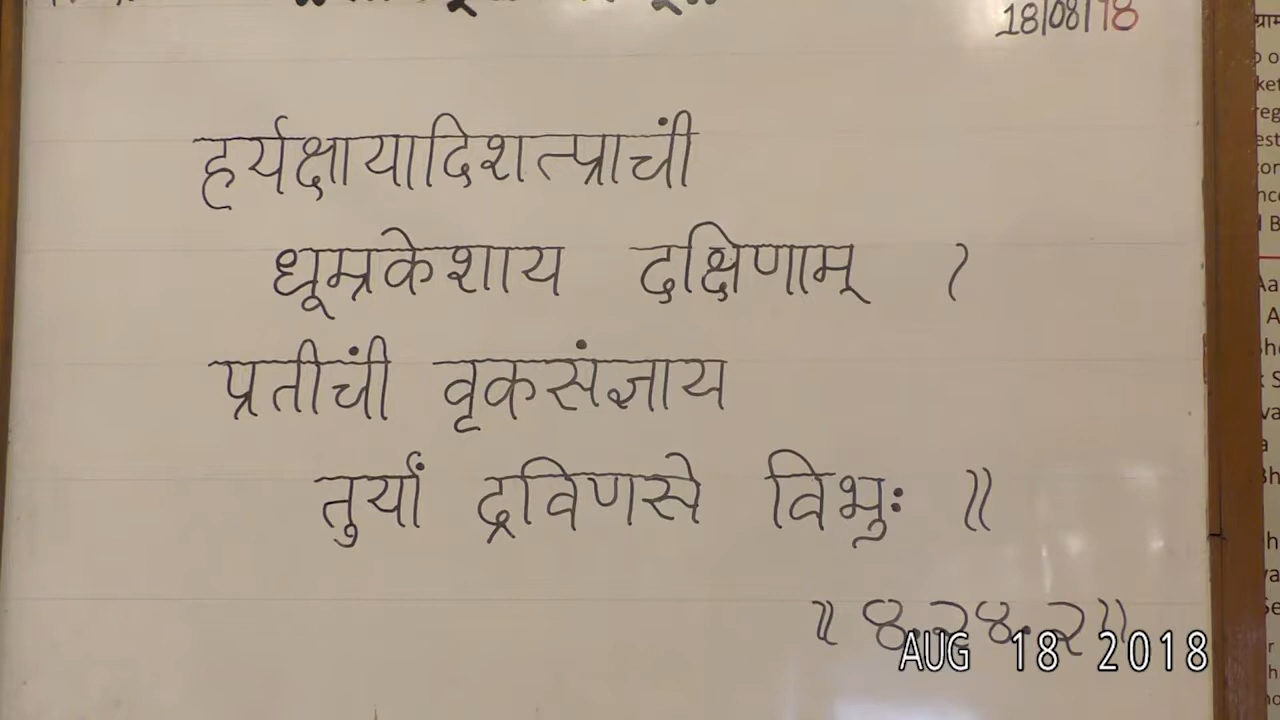 18/08/18
हर्यक्षायादिशत्प्राचीं
धूम्रकेशाय दक्षिणाम् ।
प्रतीचीं वृकसंज्ञाय
तुर्यां द्रविणसे विभुः ॥
॥ ४.२४.२॥
AUG 18 2018